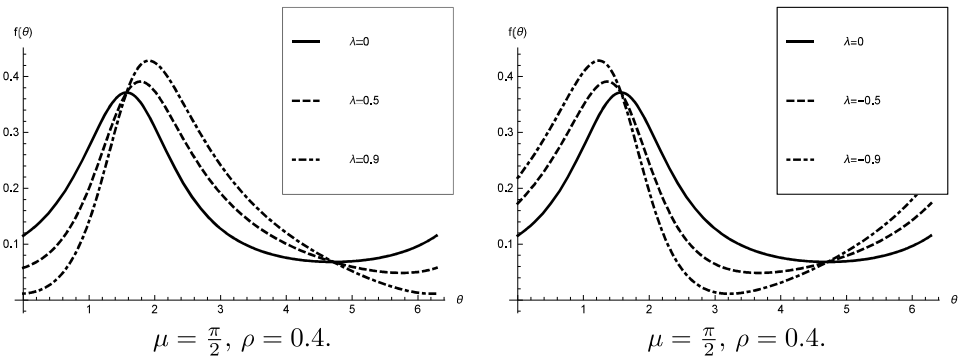 f(θ)
λ=0
0.4
λ=0.5
0.3
λ=0.9
0.2
0.1
1 2 3 4 5 6 θ
μ = π/2, ρ = 0.4.
f(θ)
λ=0
0.4
λ=-0.5
0.3
λ=-0.9
0.2
0.1
1 2 3 4 5 6 θ
μ = π/2, ρ = 0.4.